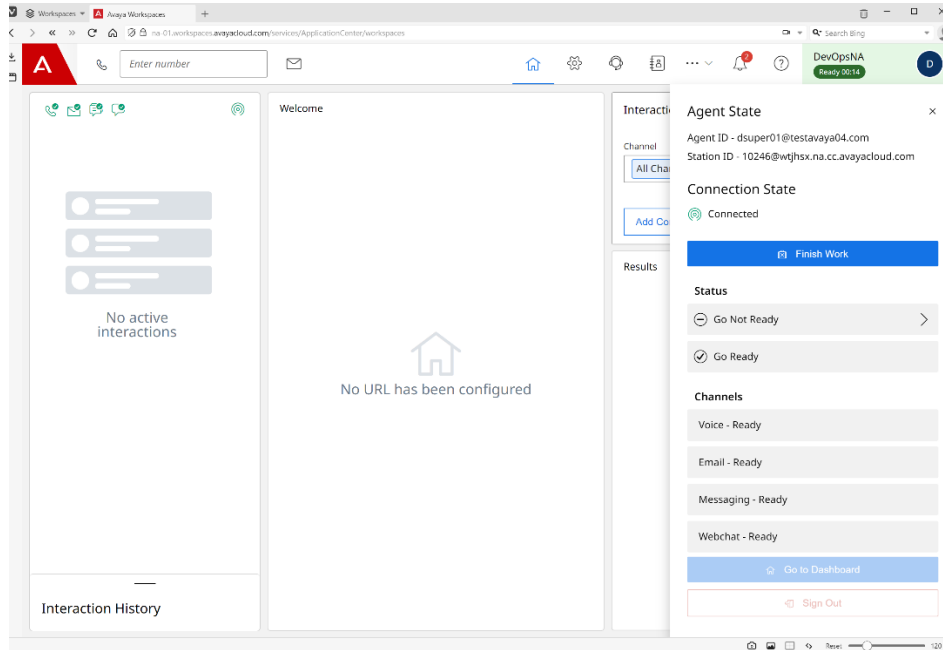 Workspaces
Avaya Workspaces
na-01.workspaces.avayacloud.com/services/ApplicationCenter/workspaces
Search Bing
Enter number
2
DevOpsNA
Ready 00:14
D
No active
interactions
Interaction History
Welcome
No URL has been configured
Interacti
Channel
All Cha
Add Co
Results
Agent State
Agent ID - dsuper01@testavaya04.com
Station ID - 10246@wtjhsx.na.cc.avayacloud.com
Connection State
Connected
Finish Work
Status
Go Not Ready
Go Ready
Channels
Voice - Ready
Email - Ready
Messaging - Ready
Webchat - Ready
Go to Dashboard
Sign Out
Reset
120